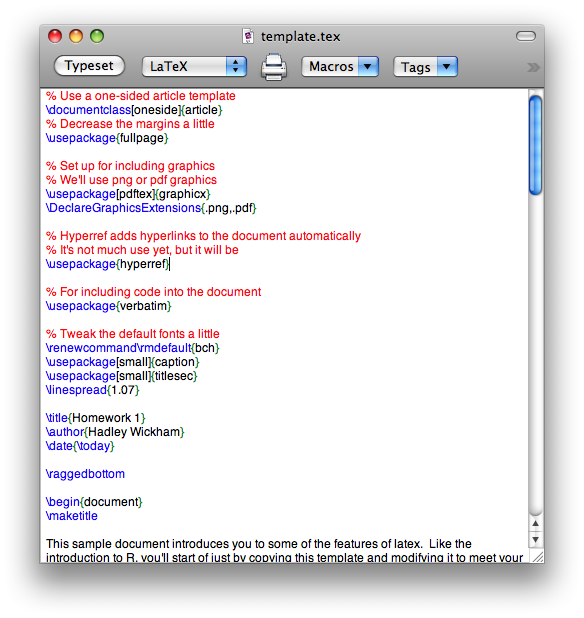 template.tex
Typeset
LaTeX
Macros
Tags
% Use a one-sided article template
\documentclass[oneside]{article}
% Decrease the margins a little
\usepackage{fullpage}
% Set up for including graphics
% We'll use png or pdf graphics
\usepackage[pdftex]{graphicx}
\DeclareGraphicsExtensions{.png,.pdf}
% Hyperref adds hyperlinks to the document automatically
% It's not much use yet, but it will be
\usepackage{hyperref}
% For including code into the document
\usepackage{verbatim}
% Tweak the default fonts a little
\renewcommand\rmdefault{bch}
\usepackage[small]{caption}
\usepackage[small]{titlesec}
\linespread{1.07}
\title{Homework 1}
\author{Hadley Wickham}
\date{\today}
\raggedbottom
\begin{document}
\maketitle
This sample document introduces you to some of the features of latex.  Like the
introduction to R, you'll start of just by copying this template and modifying it to meet your